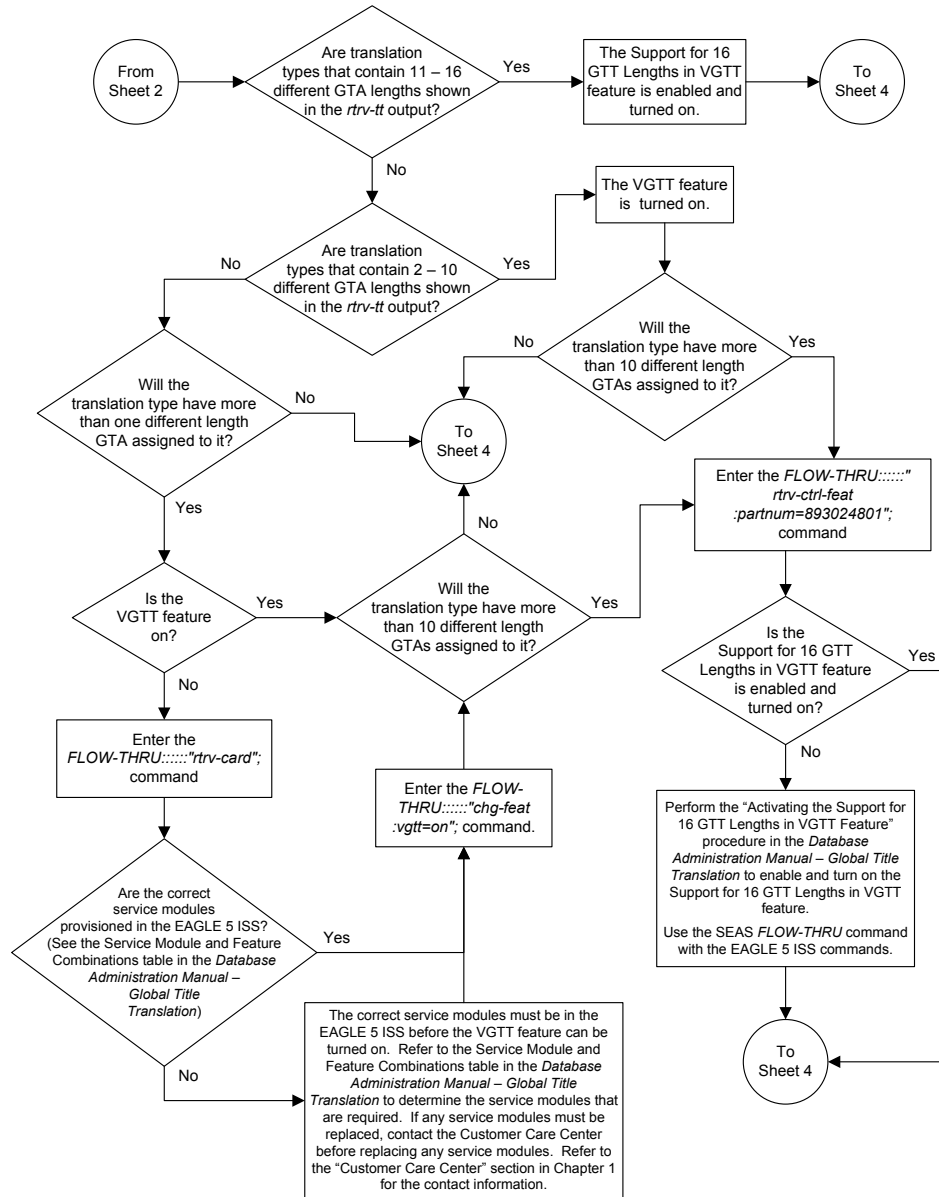 From
Sheet 2
Are translation
types that contain 11 – 16
different GTA lengths shown
in the rtrv-tt output?
Yes
The Support for 16
GTT Lengths in VGTT
feature is enabled and
turned on.
To
Sheet 4
No
The VGTT feature
is turned on.
Are translation
types that contain 2 – 10
different GTA lengths shown
in the rtrv-tt output?
No
Yes
Will the
translation type have more
than 10 different length
GTAs assigned to it?
No
Yes
Will the
translation type have more
than one different length
GTA assigned to it?
No
To
Sheet 4
Yes
Enter the FLOW-THRU::::::"
rtrv-ctrl-feat
:partnum=893024801";
command
No
Is the
VGTT feature
on?
Yes
Will the
translation type have more
than 10 different length
GTAs assigned to it?
Yes
Is the
Support for 16 GTT
Lengths in VGTT feature
is enabled and
turned on?
Yes
No
Enter the
FLOW-THRU::::::"rtrv-card";
command
Enter the FLOW-
THRU::::::"chg-feat
:vgtt=on"; command.
No
Perform the “Activating the Support for
16 GTT Lengths in VGTT Feature”
procedure in the Database
Administration Manual – Global Title
Translation to enable and turn on the
Support for 16 GTT Lengths in VGTT
feature.
Use the SEAS FLOW-THRU command
with the EAGLE 5 ISS commands.
Are the correct
service modules
provisioned in the EAGLE 5 ISS?
(See the Service Module and Feature
Combinations table in the Database
Administration Manual –
Global Title
Translation)
Yes
No
The correct service modules must be in the
EAGLE 5 ISS before the VGTT feature can be
turned on. Refer to the Service Module and
Feature Combinations table in the Database
Administration Manual – Global Title
Translation to determine the service modules that
are required. If any service modules must be
replaced, contact the Customer Care Center
before replacing any service modules. Refer to
the “Customer Care Center” section in Chapter 1
for the contact information.
To
Sheet 4